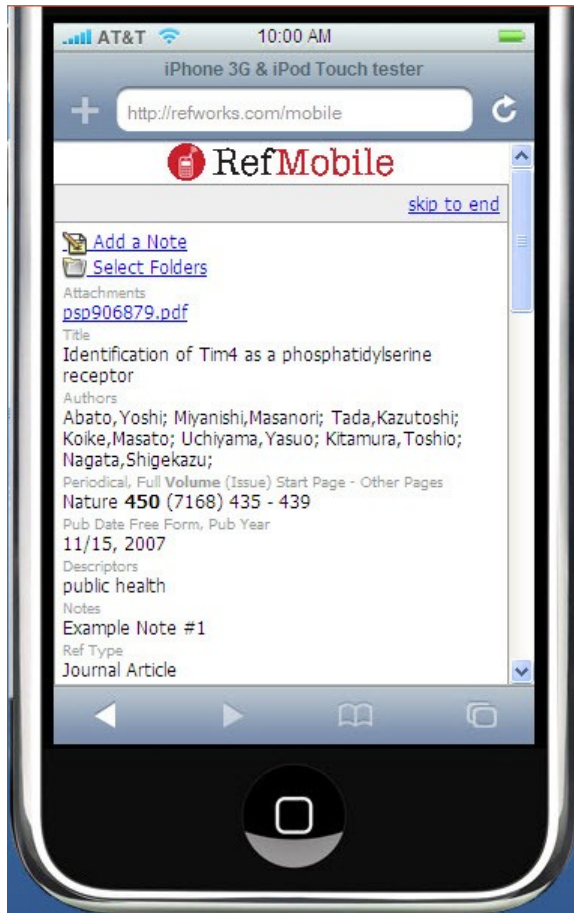 AT&T 10:00 AM
iPhone 3G & iPod Touch tester
http://refworks.com/mobile
RefMobile
skip to end
Add a Note
Select Folders
Attachments
psp906879.pdf
Title
Identification of Tim4 as a phosphatidylserine
receptor
Authors
Abato,Yoshi; Miyanishi,Masanori; Tada,Kazutoshi;
Koike,Masato; Uchiyama,Yasuo; Kitamura,Toshio;
Nagata,Shigekazu;
Periodical, Full Volume (Issue) Start Page - Other Pages
Nature 450 (7168) 435 - 439
Pub Date Free Form, Pub Year
11/15, 2007
Descriptors
public health
Notes
Example Note #1
Ref Type
Journal Article